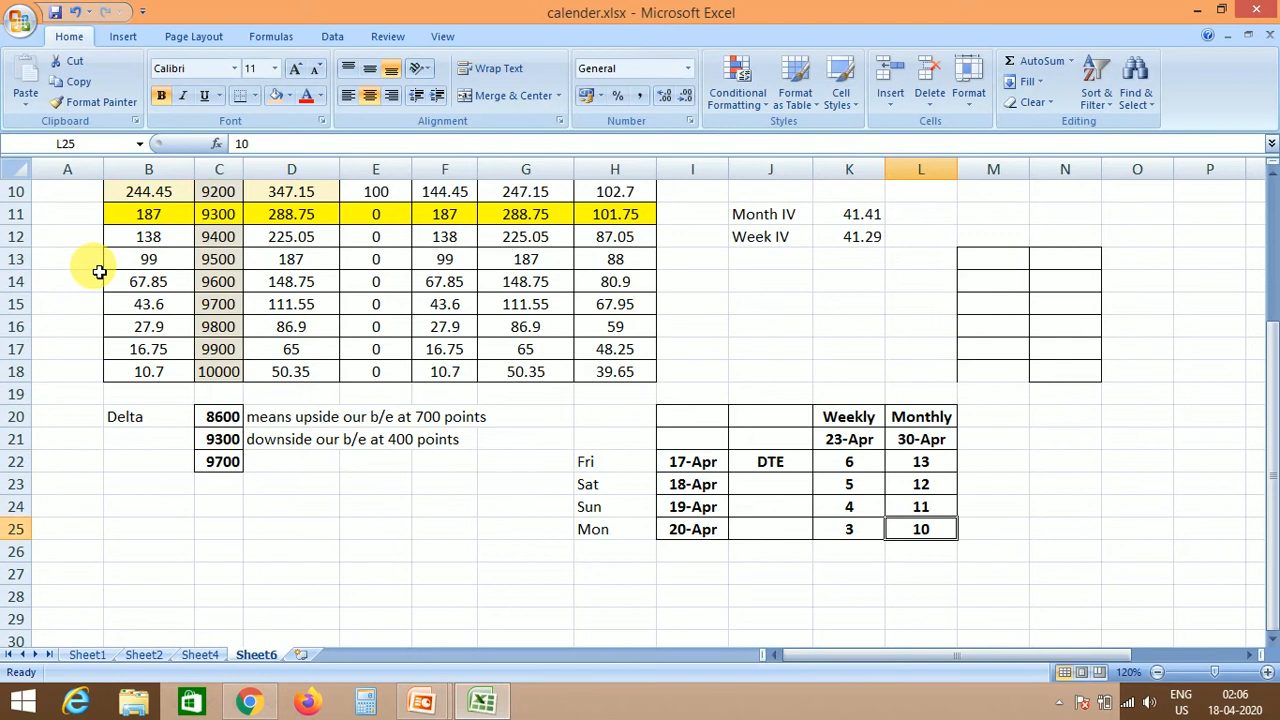 calender.xlsx - Microsoft Excel
Home Insert Page Layout Formulas Data Review View
Paste Cut Copy Format Painter
Calibri 11 A A Wrap Text General
B I U A Merge & Center % ,
Conditional Formatting Format as Table Cell Styles Insert Delete Format
Σ AutoSum Fill Clear Sort & Filter Find & Select
Clipboard Font Alignment Number Styles Cells Editing
L25 fx 10
A B C D E F G H I J K L M N O P
10 244.45 9200 347.15 100 144.45 247.15 102.7
11 187 9300 288.75 0 187 288.75 101.75 Month IV 41.41
12 138 9400 225.05 0 138 225.05 87.05 Week IV 41.29
13 99 9500 187 0 99 187 88
14 67.85 9600 148.75 0 67.85 148.75 80.9
15 43.6 9700 111.55 0 43.6 111.55 67.95
16 27.9 9800 86.9 0 27.9 86.9 59
17 16.75 9900 65 0 16.75 65 48.25
18 10.7 10000 50.35 0 10.7 50.35 39.65
19
20 Delta 8600 means upside our b/e at 700 points Weekly Monthly
21 9300 downside our b/e at 400 points 23-Apr 30-Apr
22 9700 Fri 17-Apr DTE 6 13
23 Sat 18-Apr 5 12
24 Sun 19-Apr 4 11
25 Mon 20-Apr 3 10
26
27
28
29
30
Sheet1 Sheet2 Sheet4 Sheet6
Ready 120%
ENG 02:06
US 18-04-2020